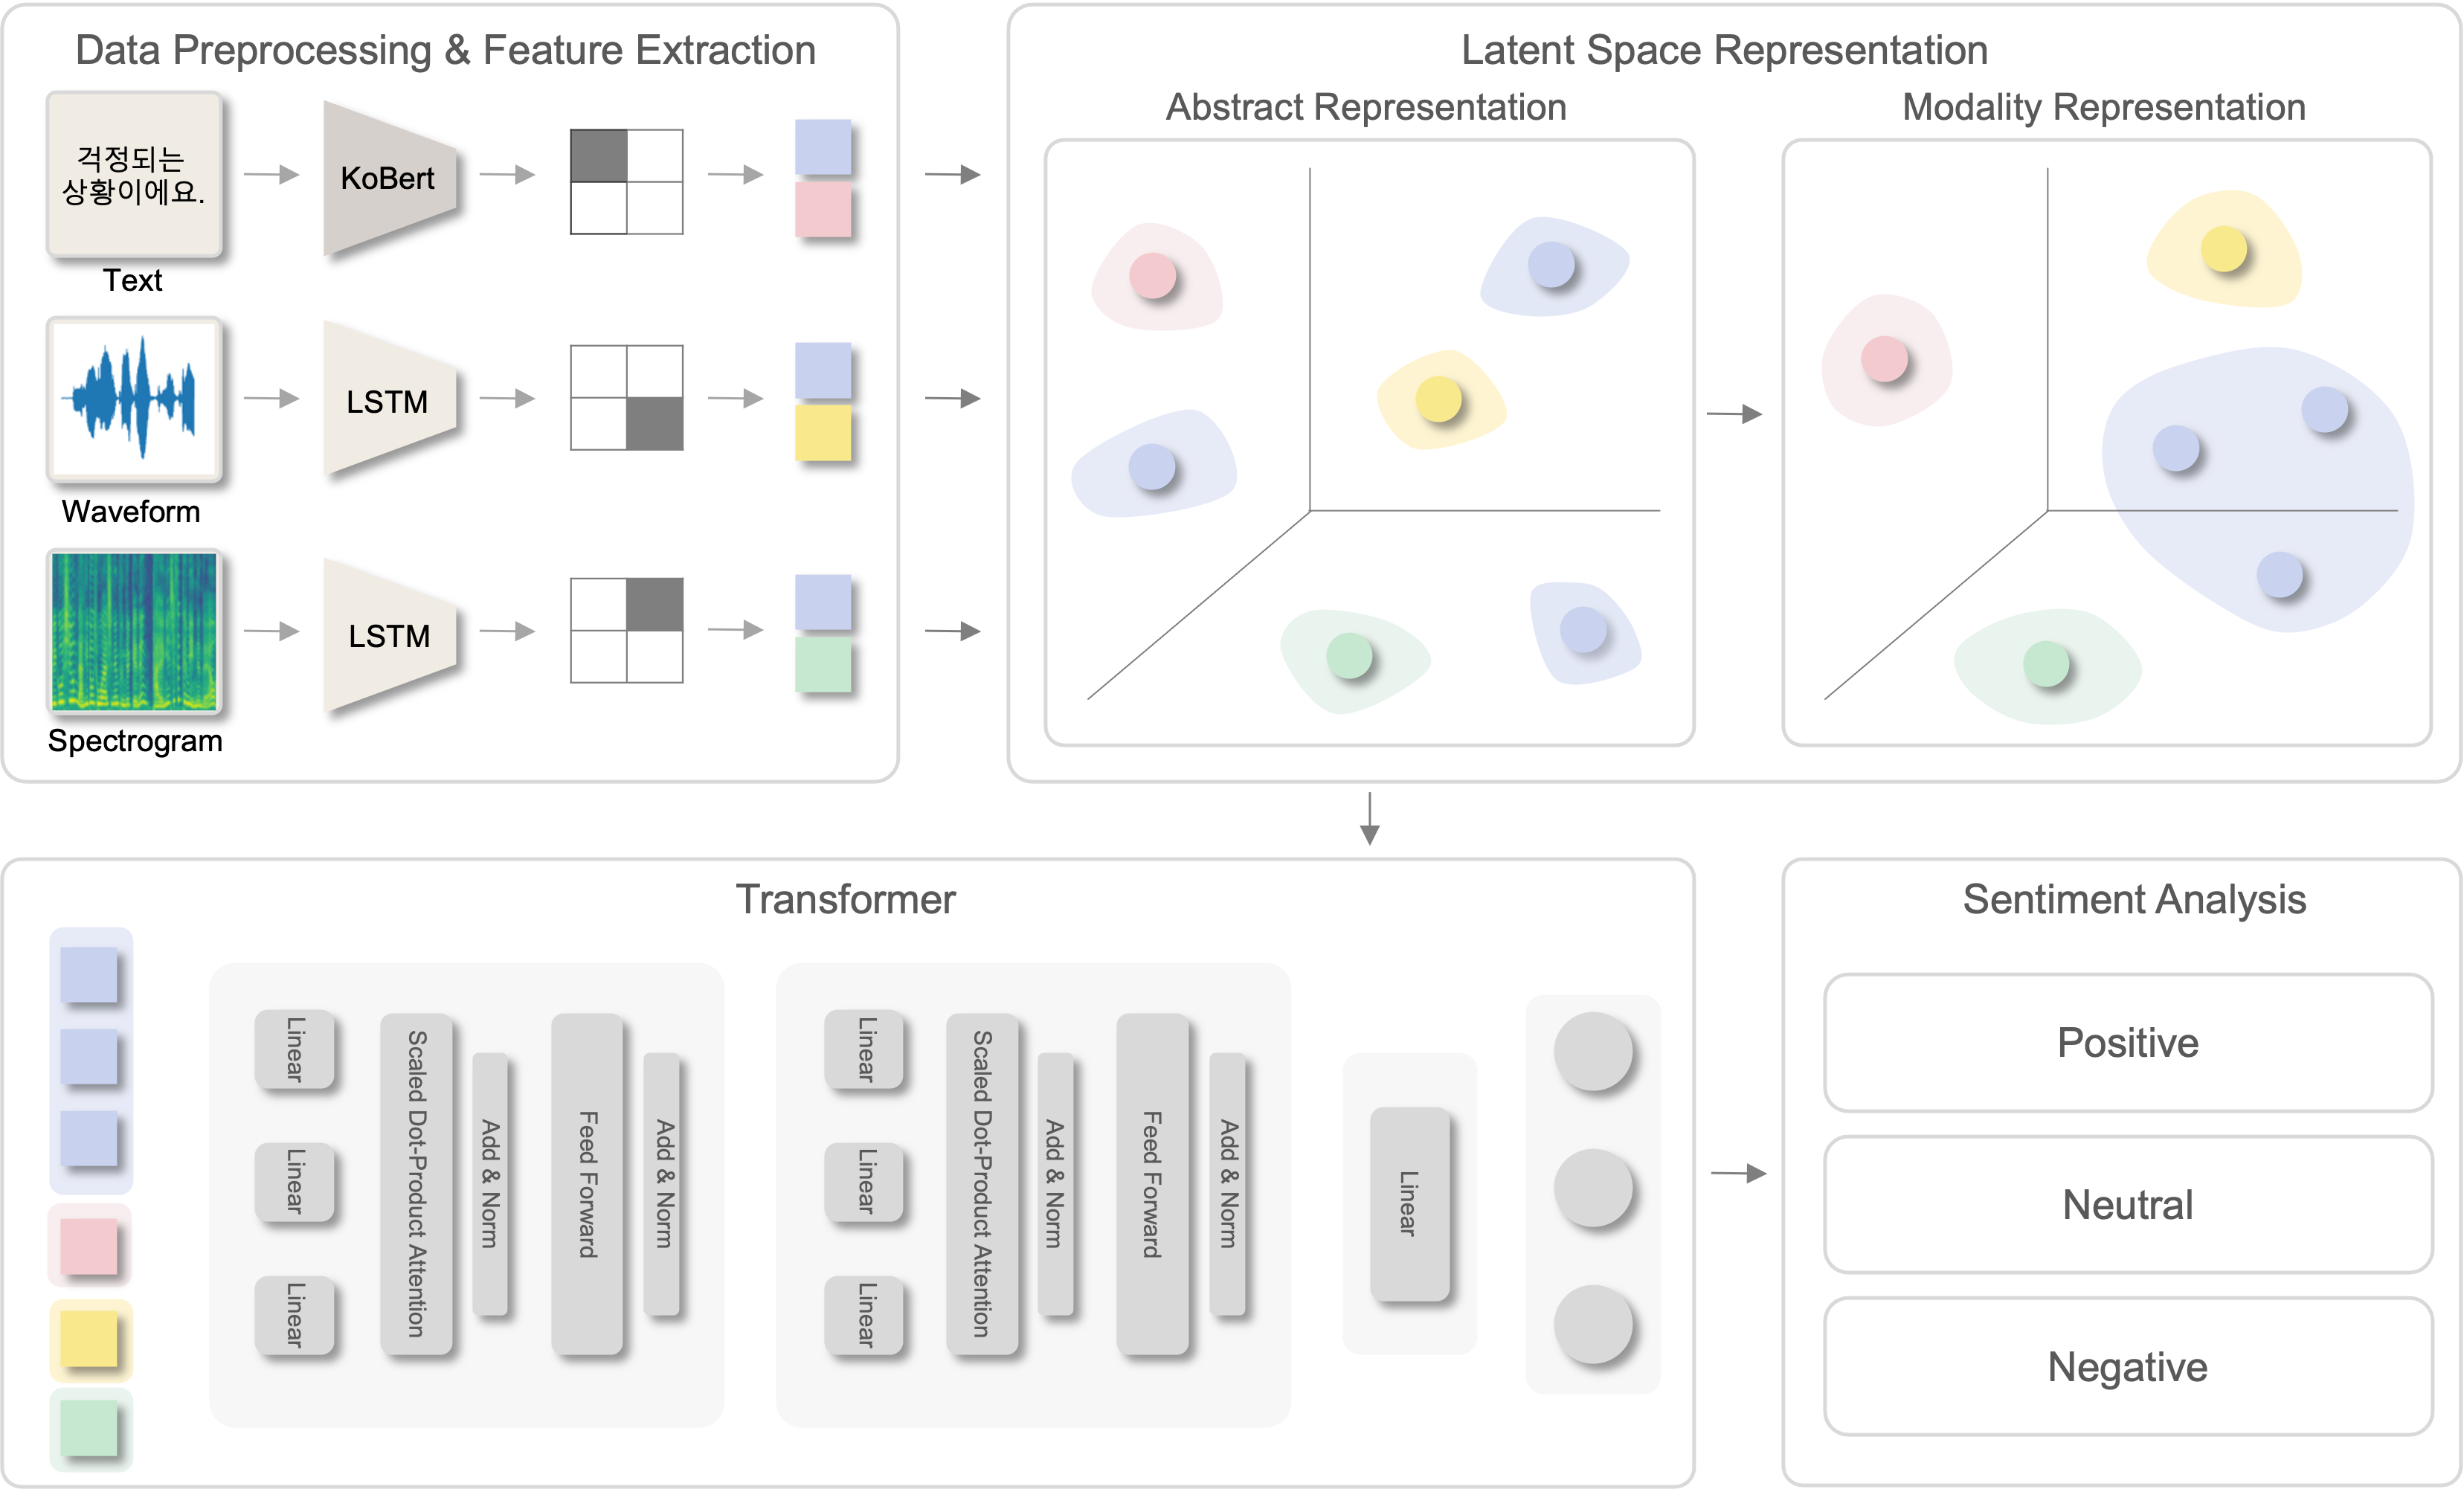 Data Preprocessing & Feature Extraction
걱정되는
상황이에요.
Text
KoBert
Waveform
LSTM
Spectrogram
LSTM
Latent Space Representation
Abstract Representation
Modality Representation
Transformer
Linear
Linear
Linear
Scaled Dot-Product Attention
Add & Norm
Feed Forward
Add & Norm
Linear
Linear
Linear
Scaled Dot-Product Attention
Add & Norm
Feed Forward
Add & Norm
Linear
Sentiment Analysis
Positive
Neutral
Negative